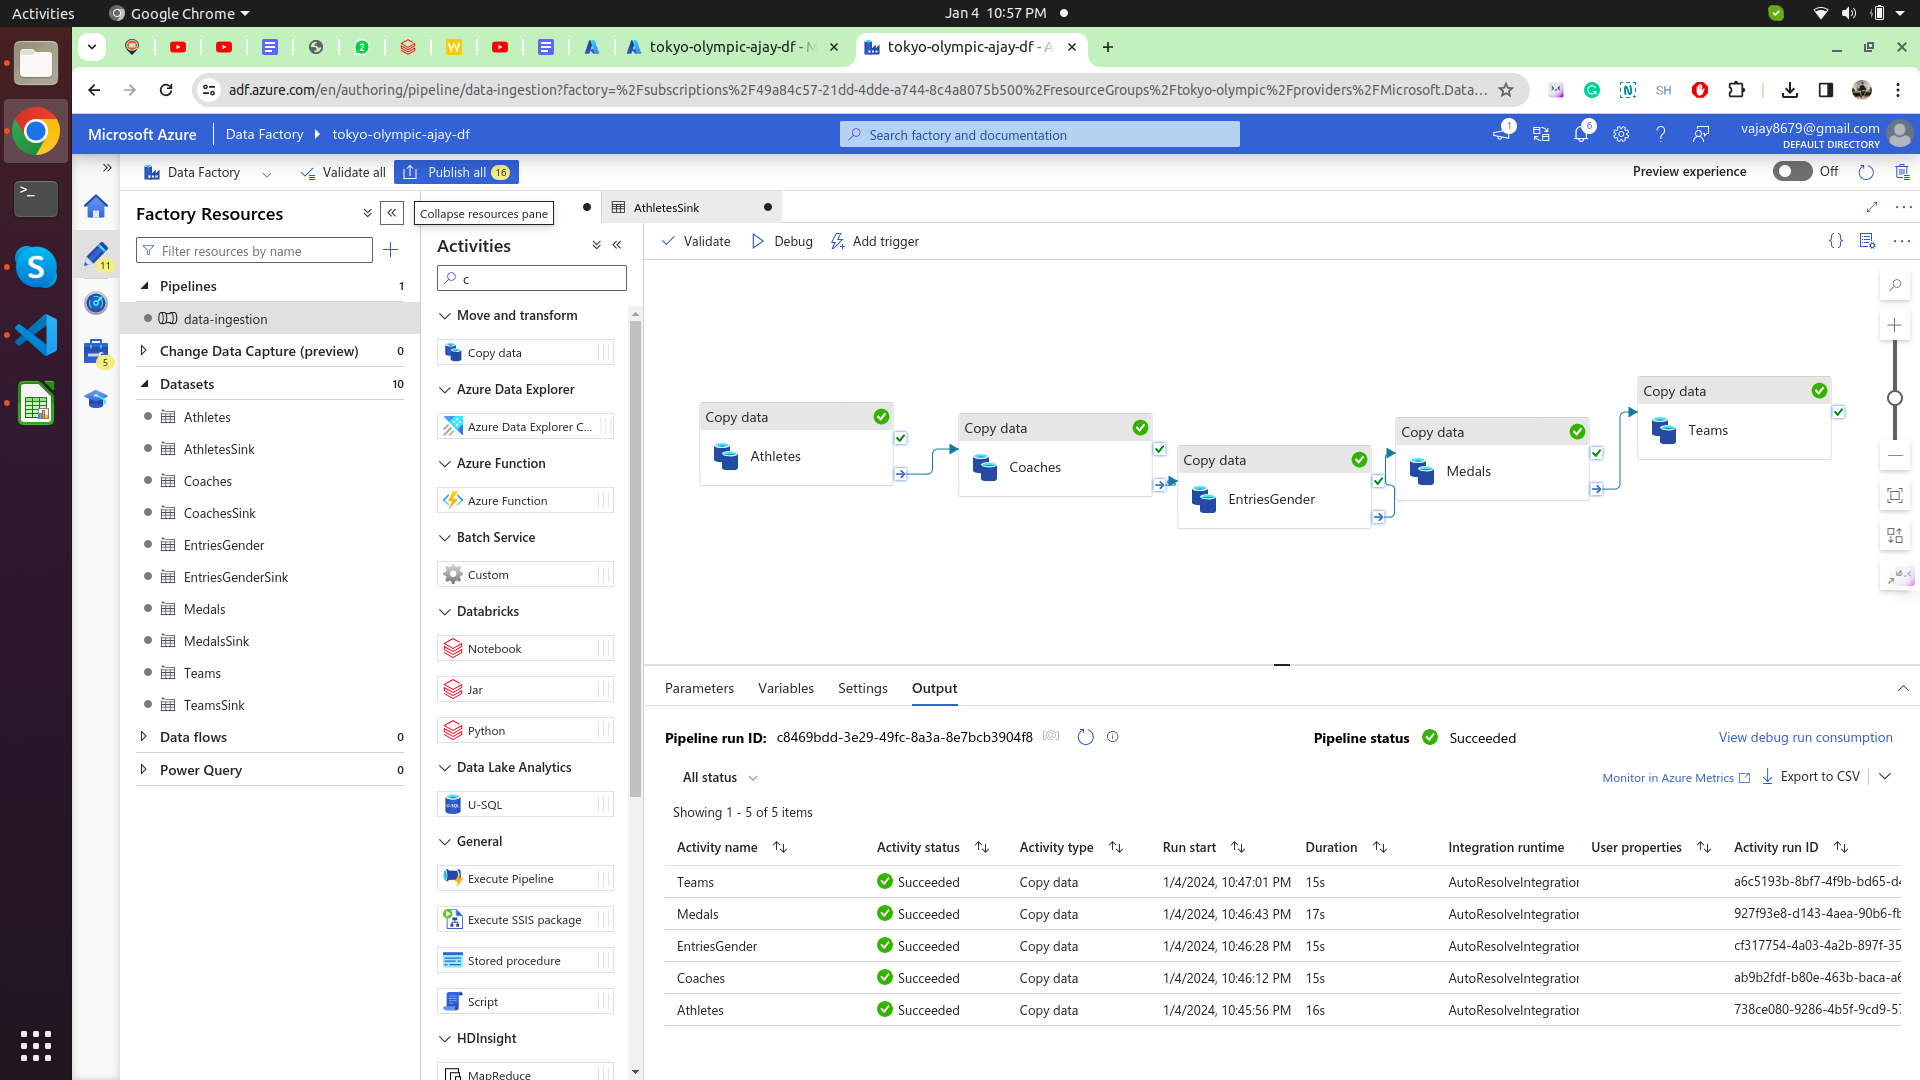 Activities
Google Chrome
Jan 4 10:57 PM
tokyo-olympic-ajay-df - M
tokyo-olympic-ajay-df - A
adf.azure.com/en/authoring/pipeline/data-ingestion?factory=%2Fsubscriptions%2F49a84c57-21dd-4dde-a744-8c4a8075b500%2FresourceGroups%2Ftokyo-olympic%2Fproviders%2FMicrosoft.Data...
Microsoft Azure
Data Factory
tokyo-olympic-ajay-df
Search factory and documentation
1
6
vajay8679@gmail.com
DEFAULT DIRECTORY
Data Factory
Validate all
Publish all 16
Preview experience
Off
Factory Resources
Collapse resources pane
AthletesSink
Filter resources by name
11
5
Pipelines 1
data-ingestion
Change Data Capture (preview) 0
Datasets 10
Athletes
AthletesSink
Coaches
CoachesSink
EntriesGender
EntriesGenderSink
Medals
MedalsSink
Teams
TeamsSink
Data flows 0
Power Query 0
Activities
c
Move and transform
Copy data
Azure Data Explorer
Azure Data Explorer C...
Azure Function
Azure Function
Batch Service
Custom
Databricks
Notebook
Jar
Python
Data Lake Analytics
U-SQL
General
Execute Pipeline
Execute SSIS package
Stored procedure
Script
HDInsight
MapReduce
Validate
Debug
Add trigger
Copy data
Athletes
Copy data
Coaches
Copy data
EntriesGender
Copy data
Medals
Copy data
Teams
Parameters
Variables
Settings
Output
Pipeline run ID: c8469bdd-3e29-49fc-8a3a-8e7bcb3904f8
Pipeline status
Succeeded
View debug run consumption
All status
Monitor in Azure Metrics
Export to CSV
Showing 1 - 5 of 5 items
Activity name Activity status Activity type Run start Duration Integration runtime User properties Activity run ID
Teams Succeeded Copy data 1/4/2024, 10:47:01 PM 15s AutoResolveIntegration a6c5193b-8bf7-4f9b-bd65-d4
Medals Succeeded Copy data 1/4/2024, 10:46:43 PM 17s AutoResolveIntegration 927f93e8-d143-4aea-90b6-fb
EntriesGender Succeeded Copy data 1/4/2024, 10:46:28 PM 15s AutoResolveIntegration cf317754-4a03-4a2b-897f-35
Coaches Succeeded Copy data 1/4/2024, 10:46:12 PM 15s AutoResolveIntegration ab9b2fdf-b80e-463b-baca-a6
Athletes Succeeded Copy data 1/4/2024, 10:45:56 PM 16s AutoResolveIntegration 738ce080-9286-4b5f-9cd9-57